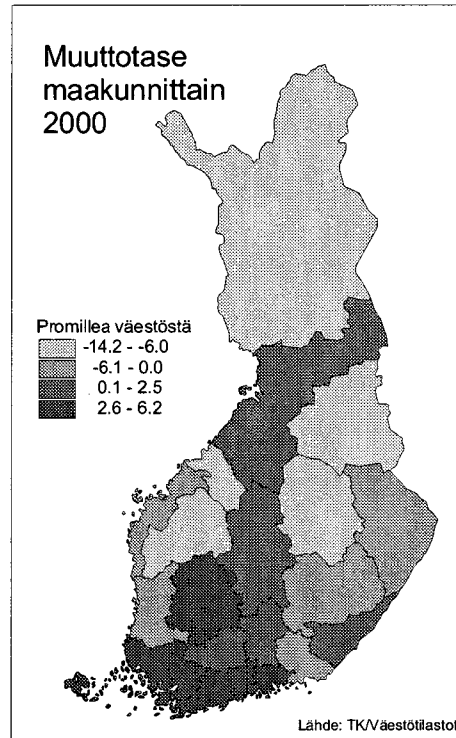 Muuttotase
maakunnittain
2000
Promillea väestöstä
-14.2 - -6.0
-6.1 - 0.0
0.1 - 2.5
2.6 - 6.2
Lähde: TK/Väestötilastot